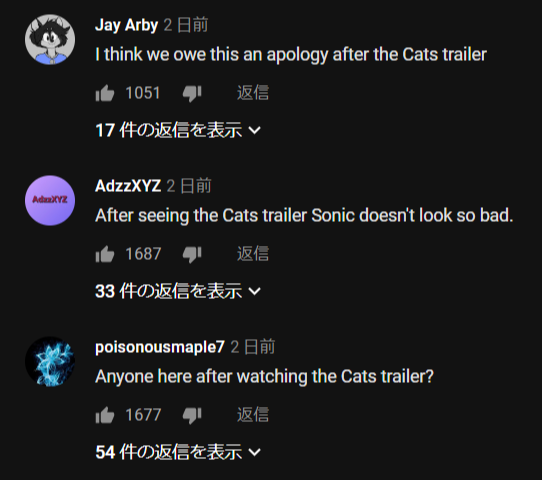 Jay Arby 2 日前
I think we owe this an apology after the Cats trailer
1051 返信
17 件の返信を表示
AdzzXYZ
AdzzXYZ 2 日前
After seeing the Cats trailer Sonic doesn't look so bad.
1687 返信
33 件の返信を表示
poisonousmaple7 2 日前
Anyone here after watching the Cats trailer?
1677 返信
54 件の返信を表示